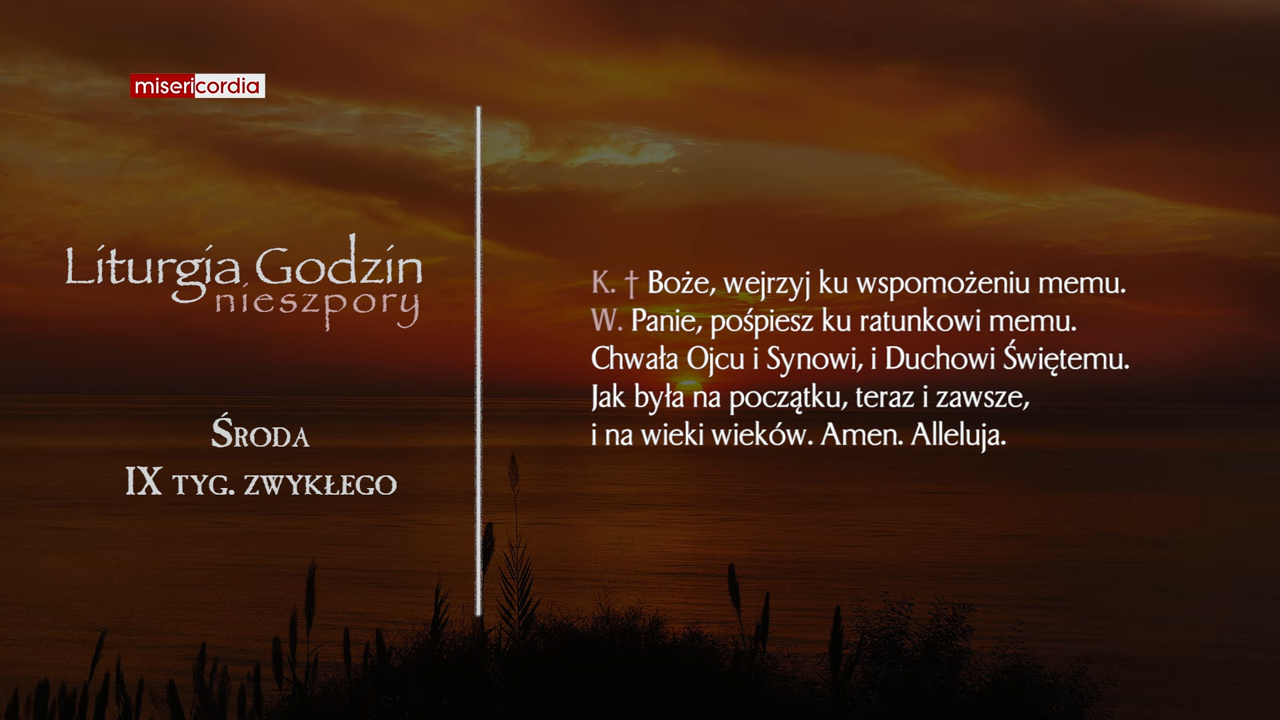 misericordia
Liturgia Godzin
nieszpory
Środa
IX tyg. zwykłego
K. † Boże, wejrzyj ku wspomożeniu memu.
W. Panie, pośpiesz ku ratunkowi memu.
Chwała Ojcu i Synowi, i Duchowi Świętemu.
Jak była na początku, teraz i zawsze,
i na wieki wieków. Amen. Alleluja.